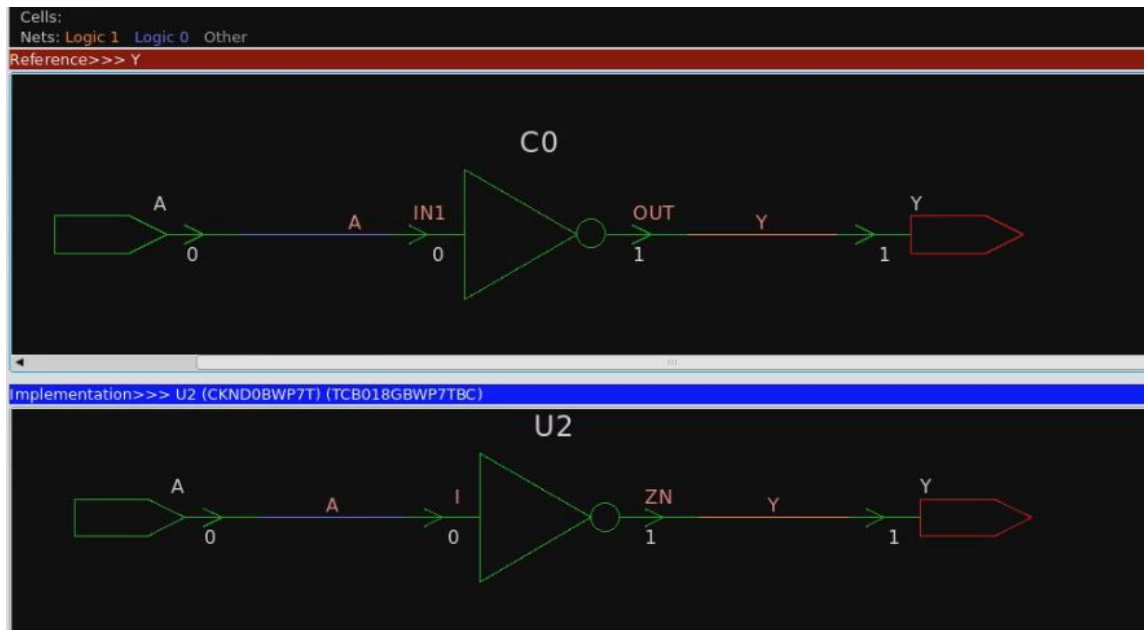 Cells:
Nets: Logic 1 Logic 0 Other
Reference>>> Y
C0
A
A
IN1
OUT
Y
Y
0
0
1
1
Implementation>>> U2 (CKND0BWP7T) (TCB018GBWP7TBC)
U2
A
A
I
ZN
Y
Y
0
0
1
1